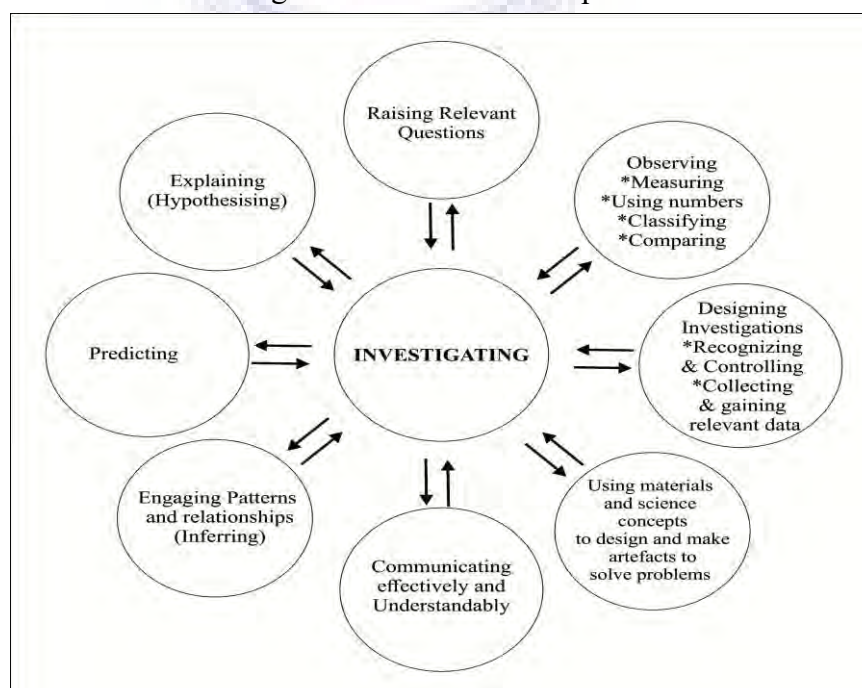 Raising Relevant
Questions
Observing
*Measuring
*Using numbers
*Classifying
*Comparing
Designing
Investigations
*Recognizing
& Controlling
*Collecting
& gaining
relevant data
Using materials
and science
concepts
to design and make
artefacts to
solve problems
Communicating
effectively and
Understandably
Engaging Patterns
and relationships
(Inferring)
Predicting
Explaining
(Hypothesising)
INVESTIGATING